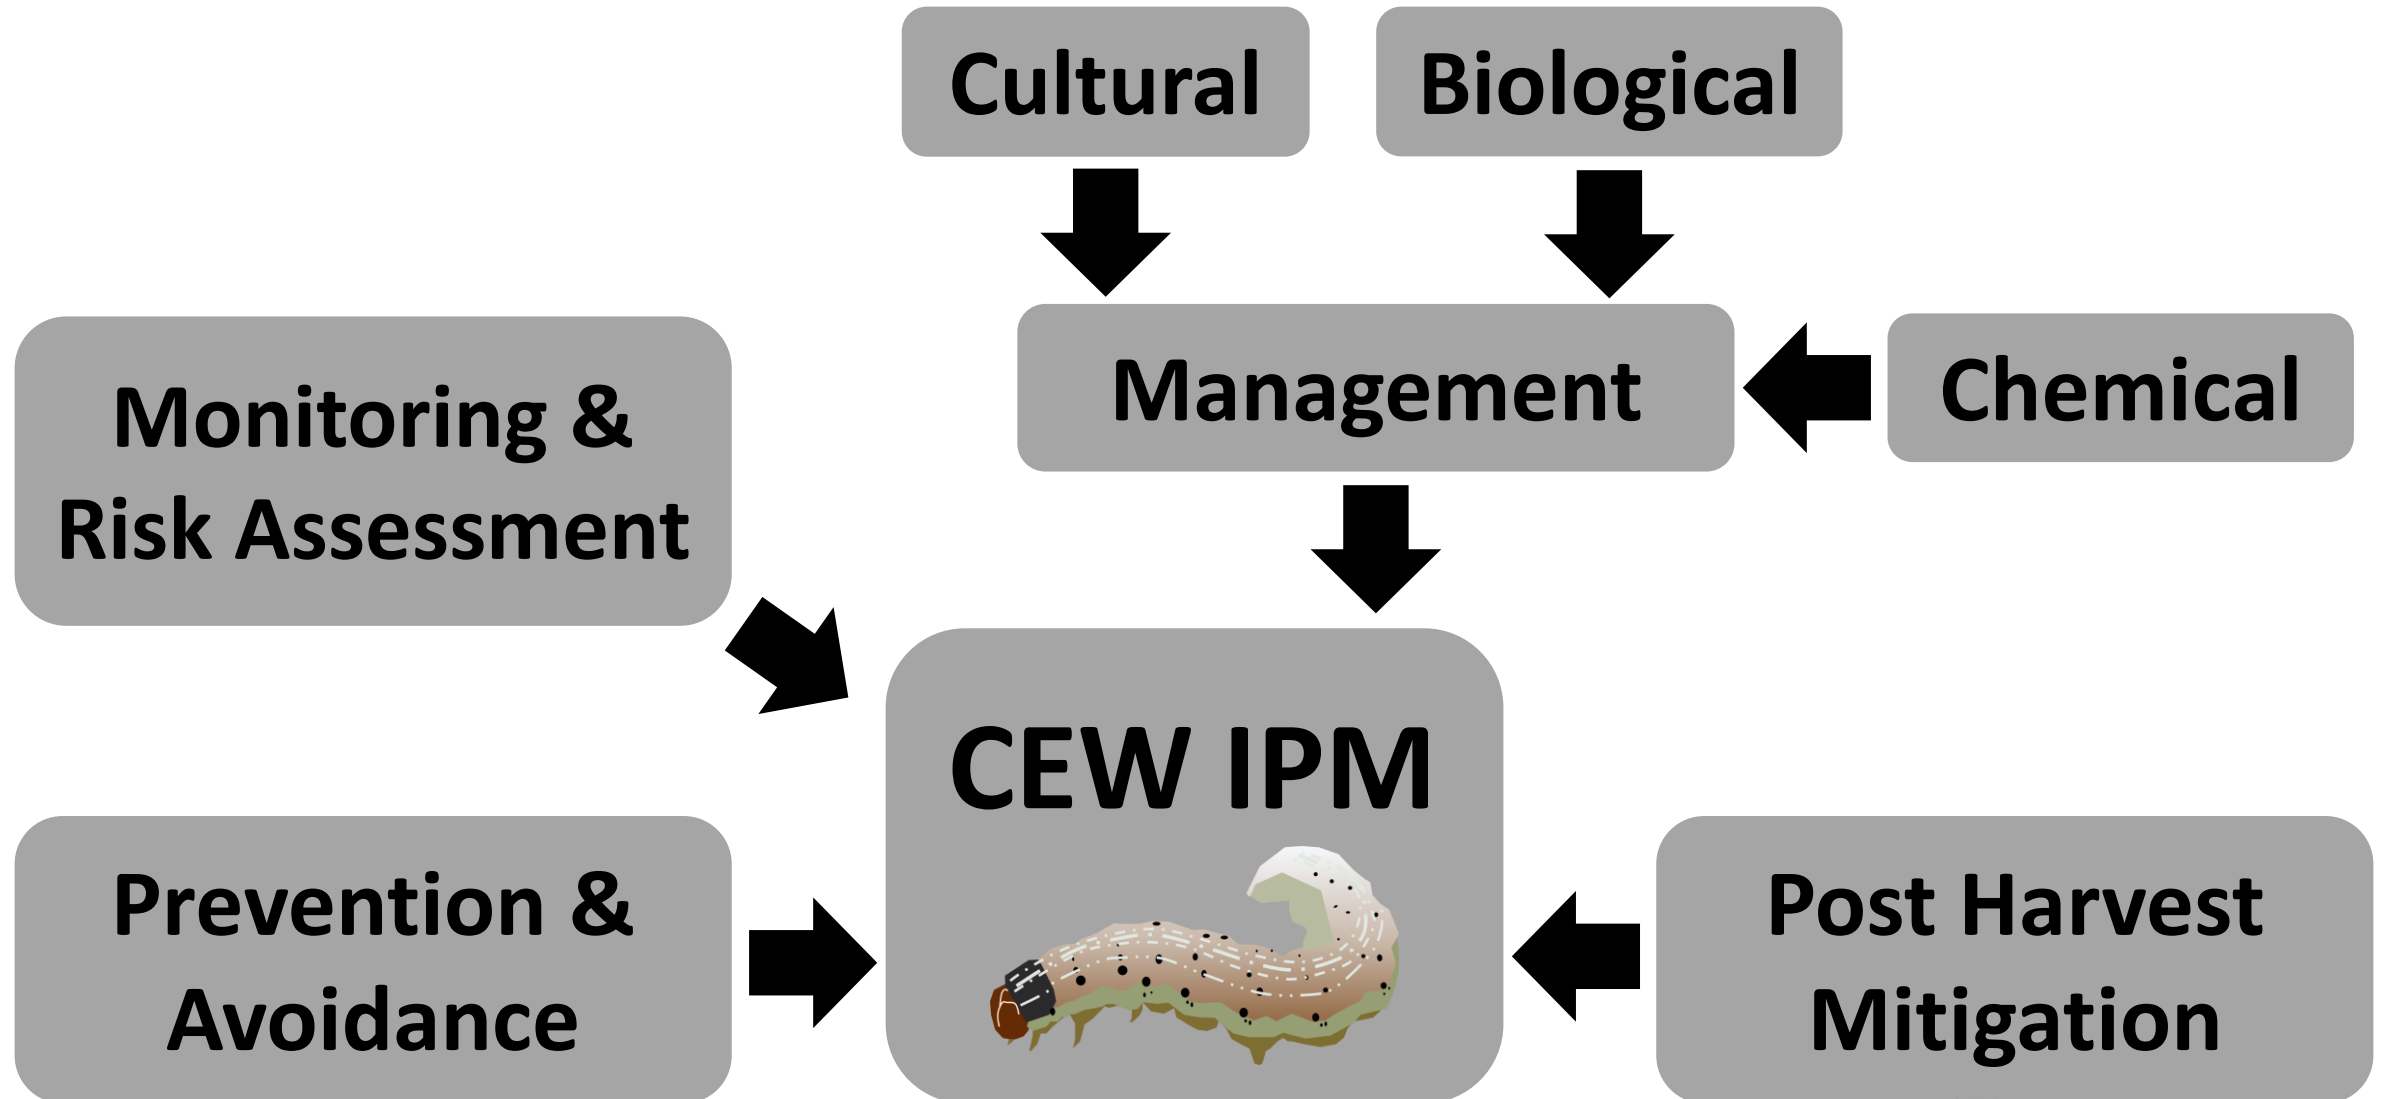 Cultural
Biological
Monitoring &
Risk Assessment
Management
Chemical
CEW IPM
Prevention &
Avoidance
Post Harvest
Mitigation